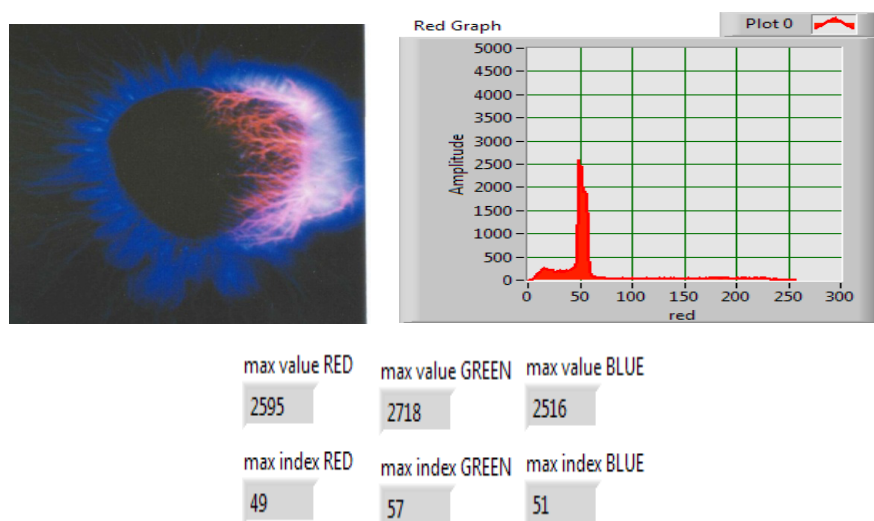 Red Graph
Plot 0
5000
4500
4000
3500
3000
2500
2000
1500
1000
500
0
Amplitude
0 50 100 150 200 250 300
red
max value RED max value GREEN max value BLUE
2595 2718 2516
max index RED max index GREEN max index BLUE
49 57 51